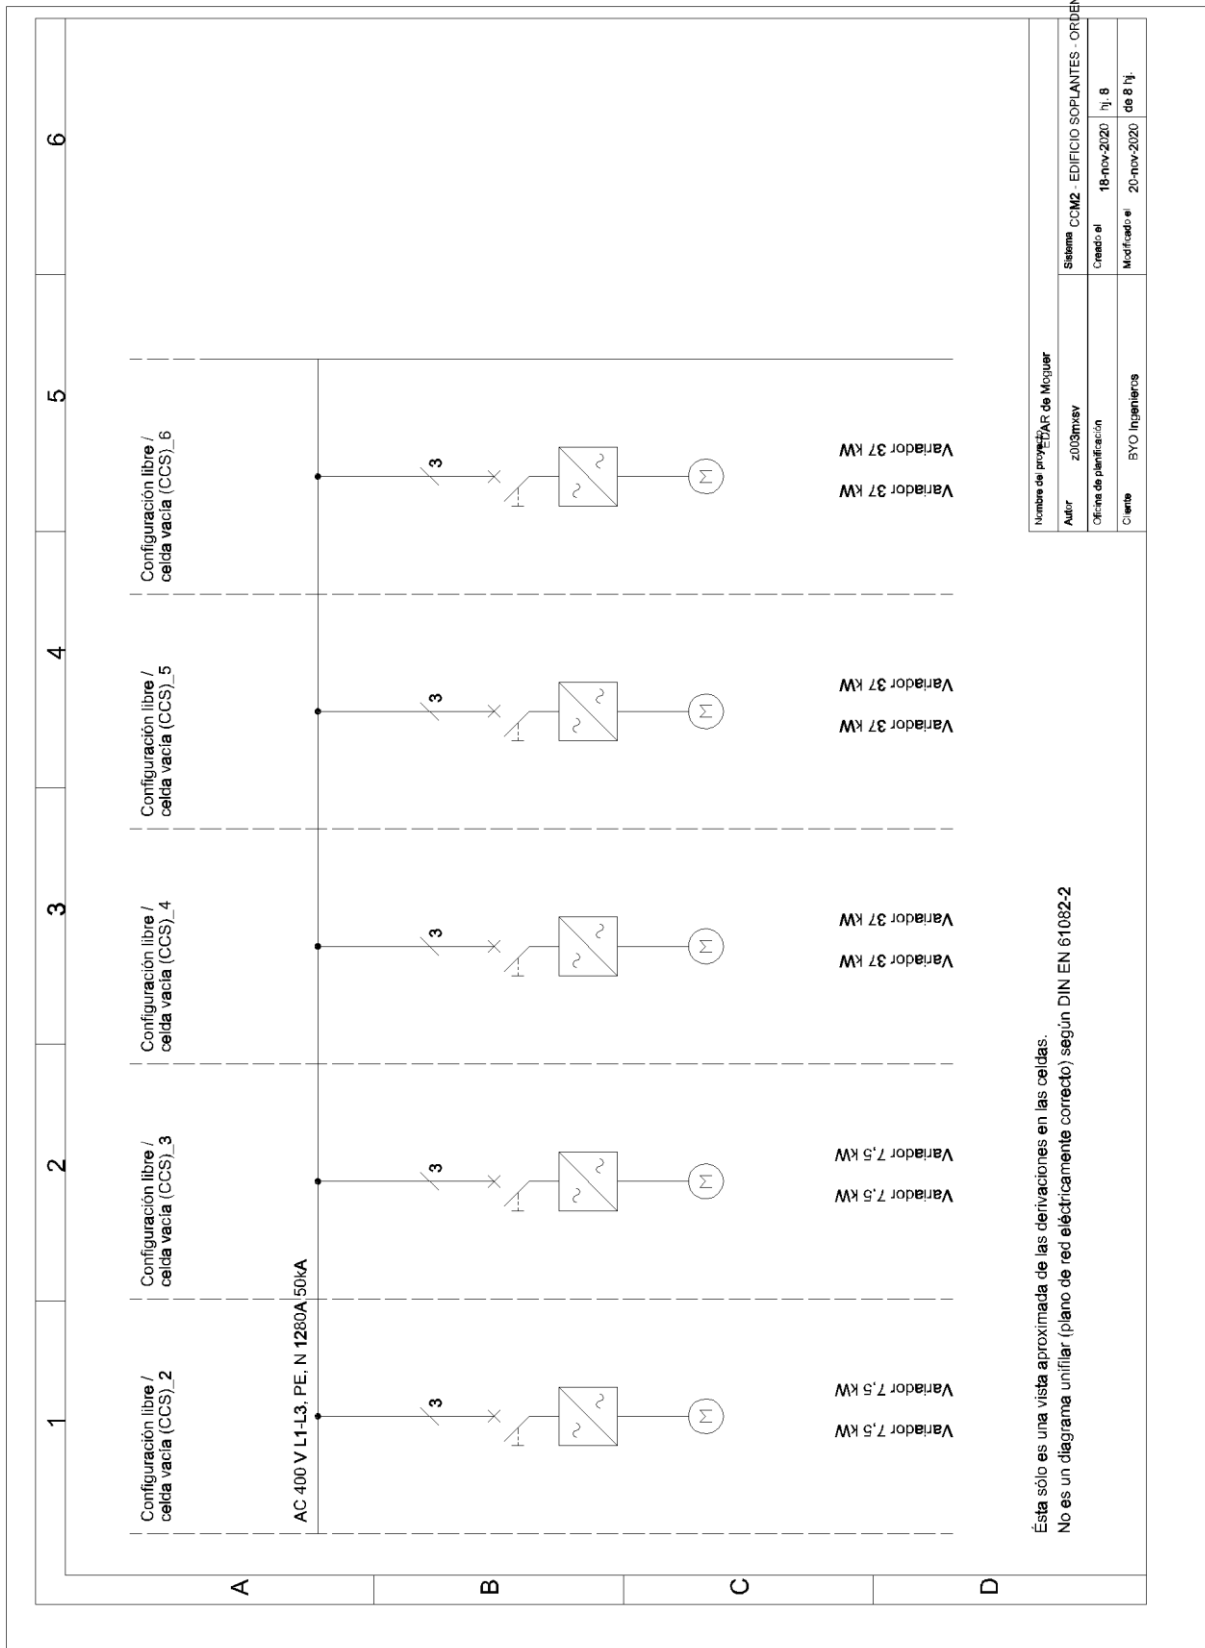 1
2
3
4
5
6
A
B
C
D
Configuración libre /
celda vacía (CCS)_2
Configuración libre /
celda vacía (CCS)_3
Configuración libre /
celda vacía (CCS)_4
Configuración libre /
celda vacía (CCS)_5
Configuración libre /
celda vacía (CCS)_6
AC 400 V L1-L3, PE, N 1280A 50kA
3
3
3
3
3
M
M
M
M
M
Variador 7,5 kW
Variador 7,5 kW
Variador 7,5 kW
Variador 7,5 kW
Variador 37 kW
Variador 37 kW
Variador 37 kW
Variador 37 kW
Variador 37 kW
Variador 37 kW
Ésta sólo es una vista aproximada de las derivaciones en las celdas.
No es un diagrama unifilar (plano de red eléctricamente correcto) según DIN EN 61082-2
Nombre del proyecto EDAR de Moguer
Autor z003mxsv Sistema CCM2 - EDIFICIO SOPLANTES - ORDEN
Oficina de planificación Creado el 18-nov-2020 hj. 8
Cliente BYO Ingenieros Modificado el 20-nov-2020 de 8 hj.